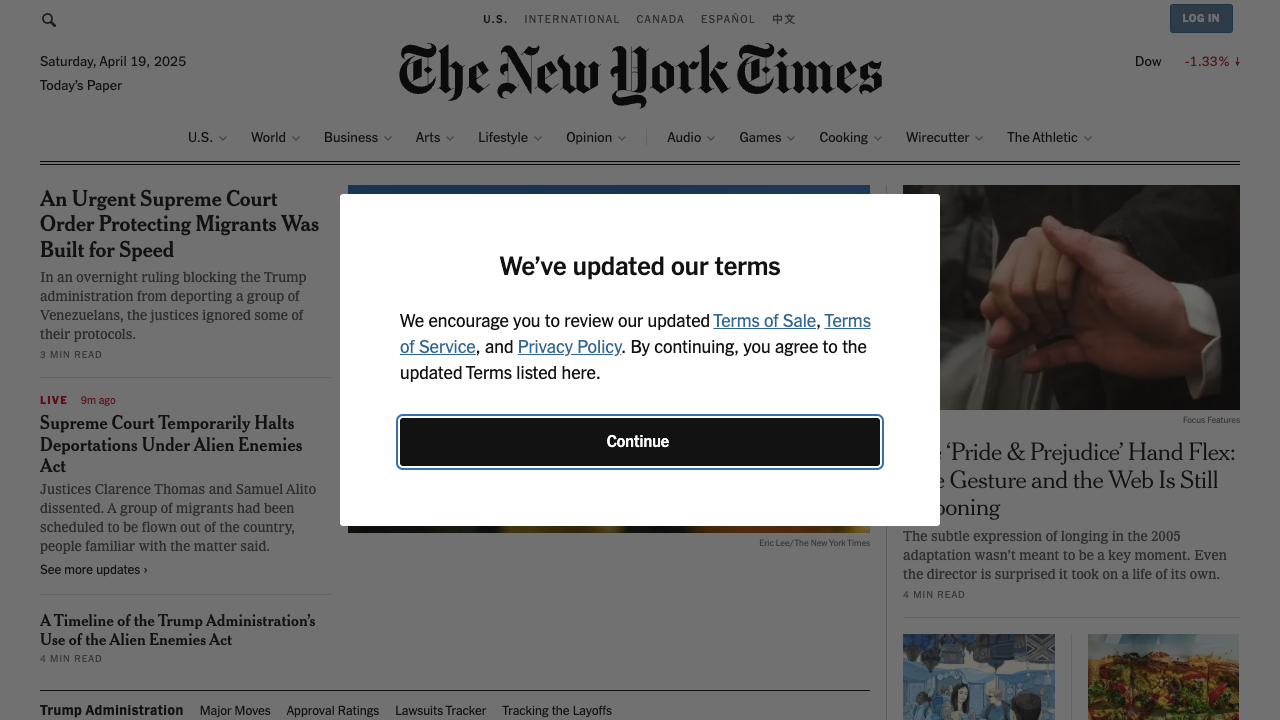 U.S. INTERNATIONAL CANADA ESPAÑOL 中文
LOG IN
Saturday, April 19, 2025
Today's Paper
The New York Times
Dow -1.33%
U.S. World Business Arts Lifestyle Opinion Audio Games Cooking Wirecutter The Athletic
An Urgent Supreme Court
Order Protecting Migrants Was
Built for Speed
In an overnight ruling blocking the Trump
administration from deporting a group of
Venezuelans, the justices ignored some of
their protocols.
3 MIN READ
LIVE 9m ago
Supreme Court Temporarily Halts
Deportations Under Alien Enemies
Act
Justices Clarence Thomas and Samuel Alito
dissented. A group of migrants had been
scheduled to be flown out of the country,
people familiar with the matter said.
See more updates ›
A Timeline of the Trump Administration's
Use of the Alien Enemies Act
4 MIN READ
We've updated our terms
We encourage you to review our updated Terms of Sale, Terms
of Service, and Privacy Policy. By continuing, you agree to the
updated Terms listed here.
Continue
Eric Lee/The New York Times
Focus Features
'Pride & Prejudice' Hand Flex:
Gesture and the Web Is Still
The subtle expression of longing in the 2005
adaptation wasn't meant to be a key moment. Even
the director is surprised it took on a life of its own.
4 MIN READ
Trump Administration Major Moves Approval Ratings Lawsuits Tracker Tracking the Layoffs